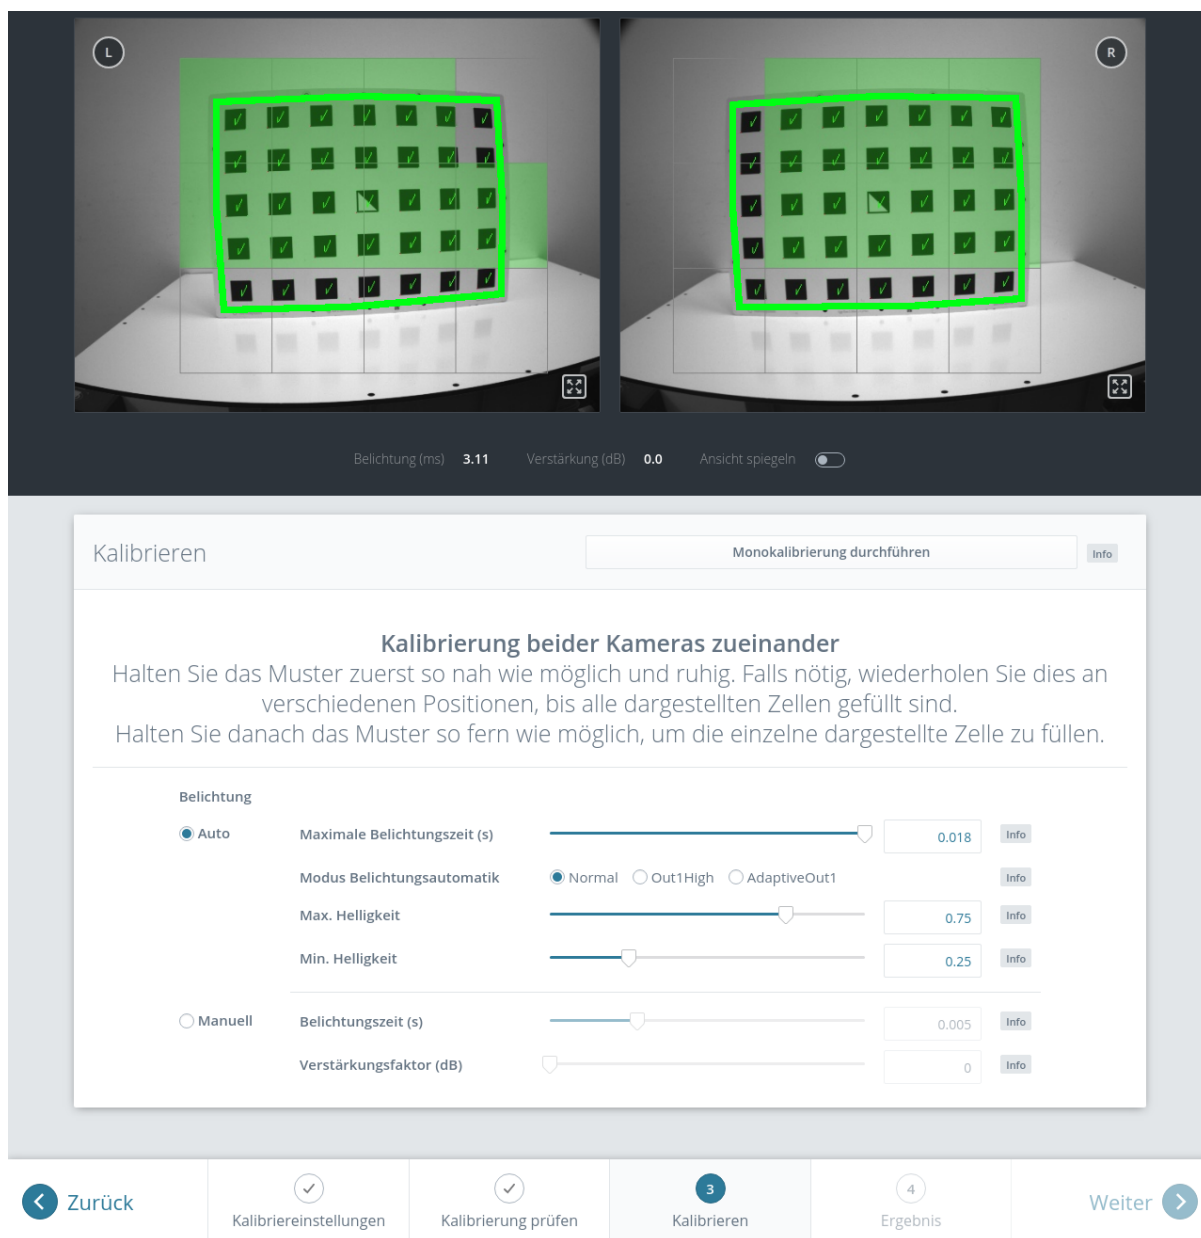 L
R
Belichtung (ms) 3.11 Verstärkung (dB) 0.0 Ansicht spiegeln
Kalibrieren
Monokalibrierung durchführen
Info
Kalibrierung beider Kameras zueinander
Halten Sie das Muster zuerst so nah wie möglich und ruhig. Falls nötig, wiederholen Sie dies an
verschiedenen Positionen, bis alle dargestellten Zellen gefüllt sind.
Halten Sie danach das Muster so fern wie möglich, um die einzelne dargestellte Zelle zu füllen.
Belichtung
Auto
Maximale Belichtungszeit (s) 0.018 Info
Modus Belichtungsautomatik Normal Out1High AdaptiveOut1 Info
Max. Helligkeit 0.75 Info
Min. Helligkeit 0.25 Info
Manuell
Belichtungszeit (s) 0.005 Info
Verstärkungsfaktor (dB) 0 Info
Zurück
Kalibriereinstellungen
Kalibrierung prüfen
3
Kalibrieren
4
Ergebnis
Weiter